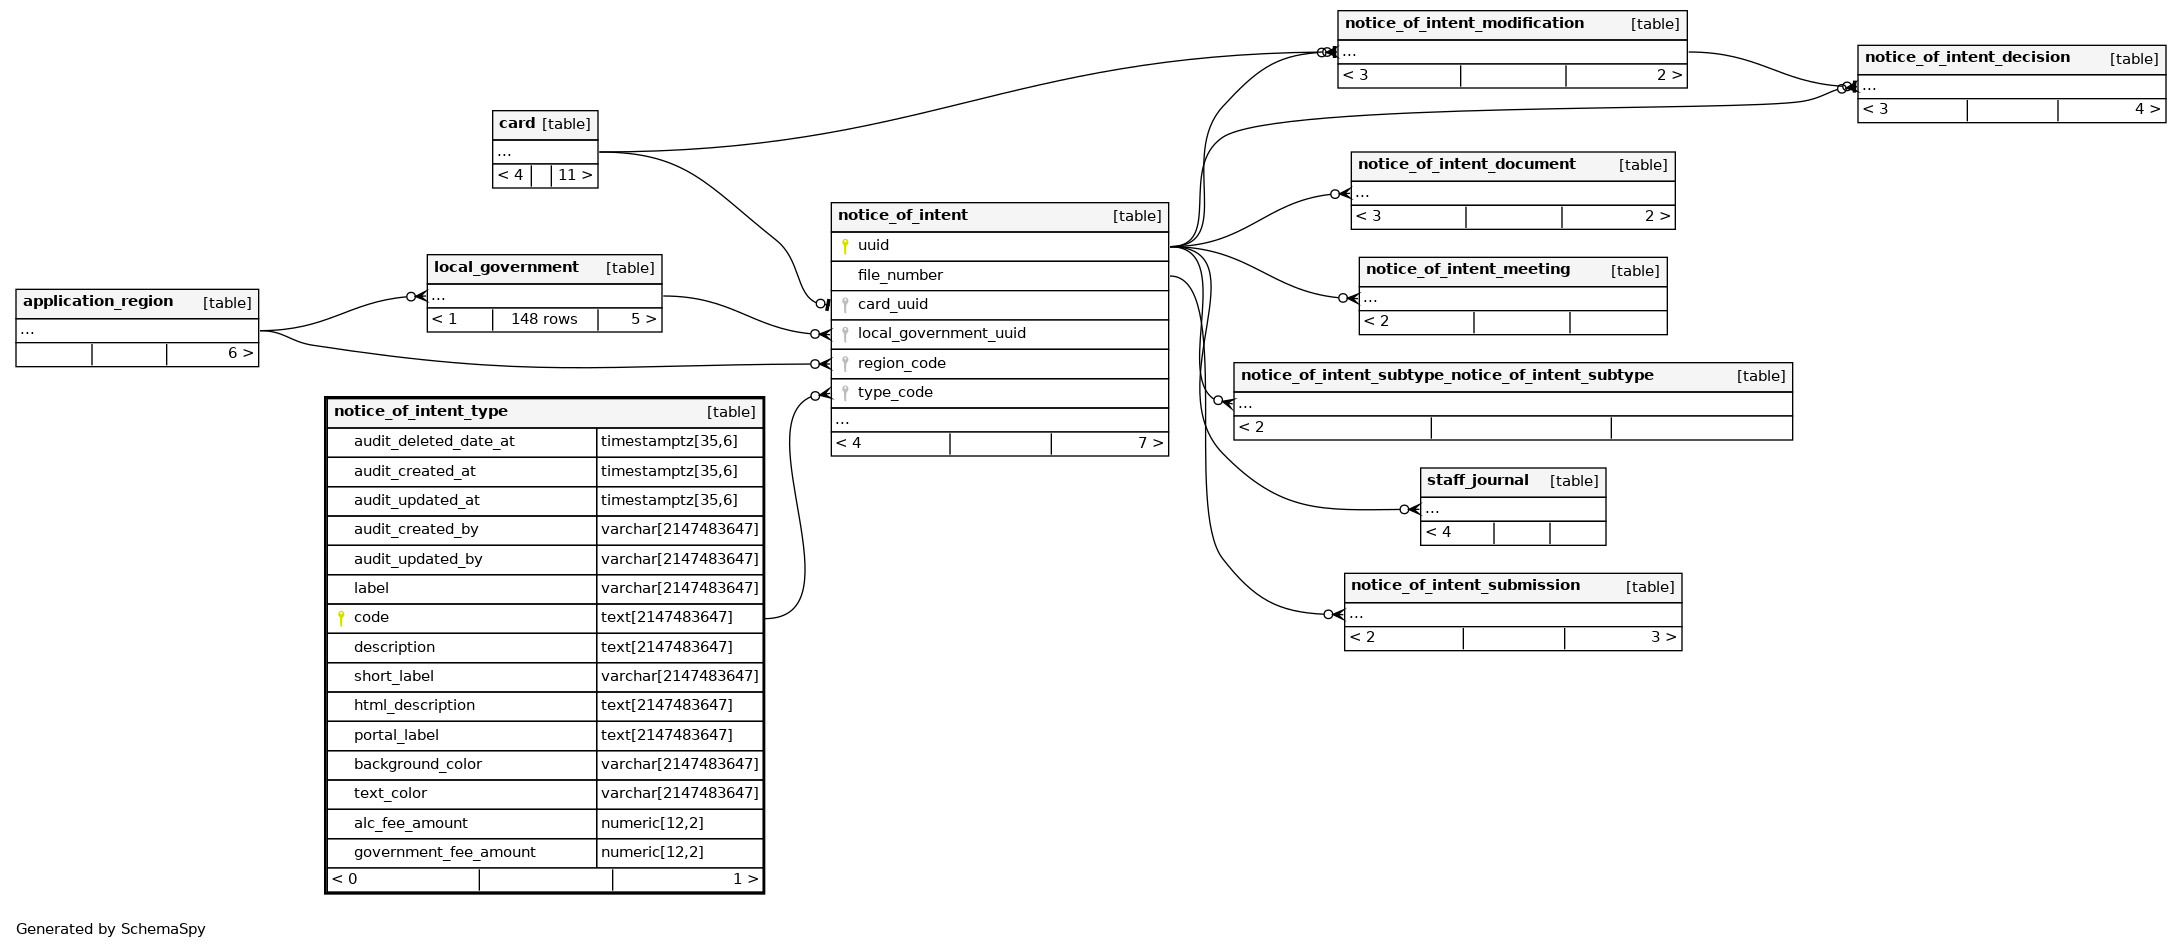 notice_of_intent_modification [table]
...
< 3 2 >
notice_of_intent_decision [table]
...
< 3 4 >
card [table]
...
< 4 11 >
notice_of_intent_document [table]
...
< 3 2 >
notice_of_intent [table]
uuid
file_number
card_uuid
local_government_uuid
region_code
type_code
...
< 4 7 >
local_government [table]
...
< 1 148 rows 5 >
application_region [table]
...
6 >
notice_of_intent_meeting [table]
...
< 2
notice_of_intent_subtype_notice_of_intent_subtype [table]
...
< 2
notice_of_intent_type [table]
audit_deleted_date_at timestamptz[35,6]
audit_created_at timestamptz[35,6]
audit_updated_at timestamptz[35,6]
audit_created_by varchar[2147483647]
audit_updated_by varchar[2147483647]
label varchar[2147483647]
code text[2147483647]
description text[2147483647]
short_label varchar[2147483647]
html_description text[2147483647]
portal_label text[2147483647]
background_color varchar[2147483647]
text_color varchar[2147483647]
alc_fee_amount numeric[12,2]
government_fee_amount numeric[12,2]
< 0 1 >
staff_journal [table]
...
< 4
notice_of_intent_submission [table]
...
< 2 3 >
Generated by SchemaSpy